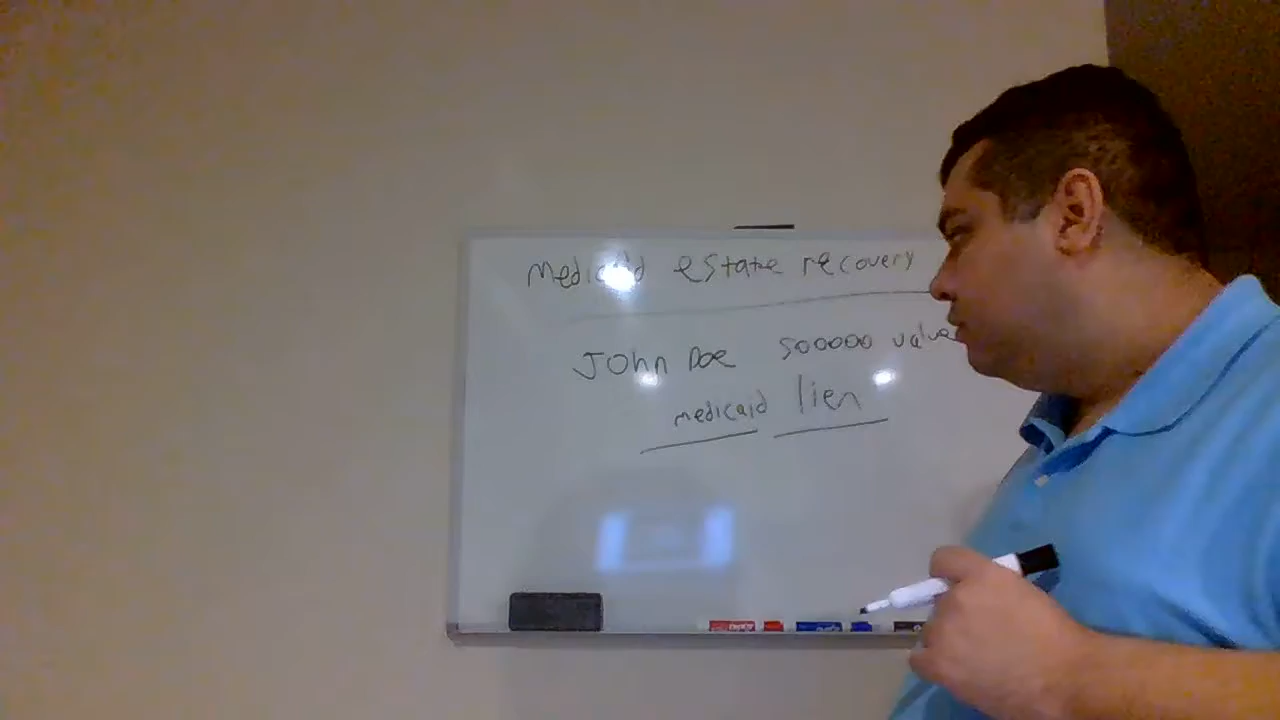 Medicaid estate recovery
John Doe 500000 value
medicaid lien